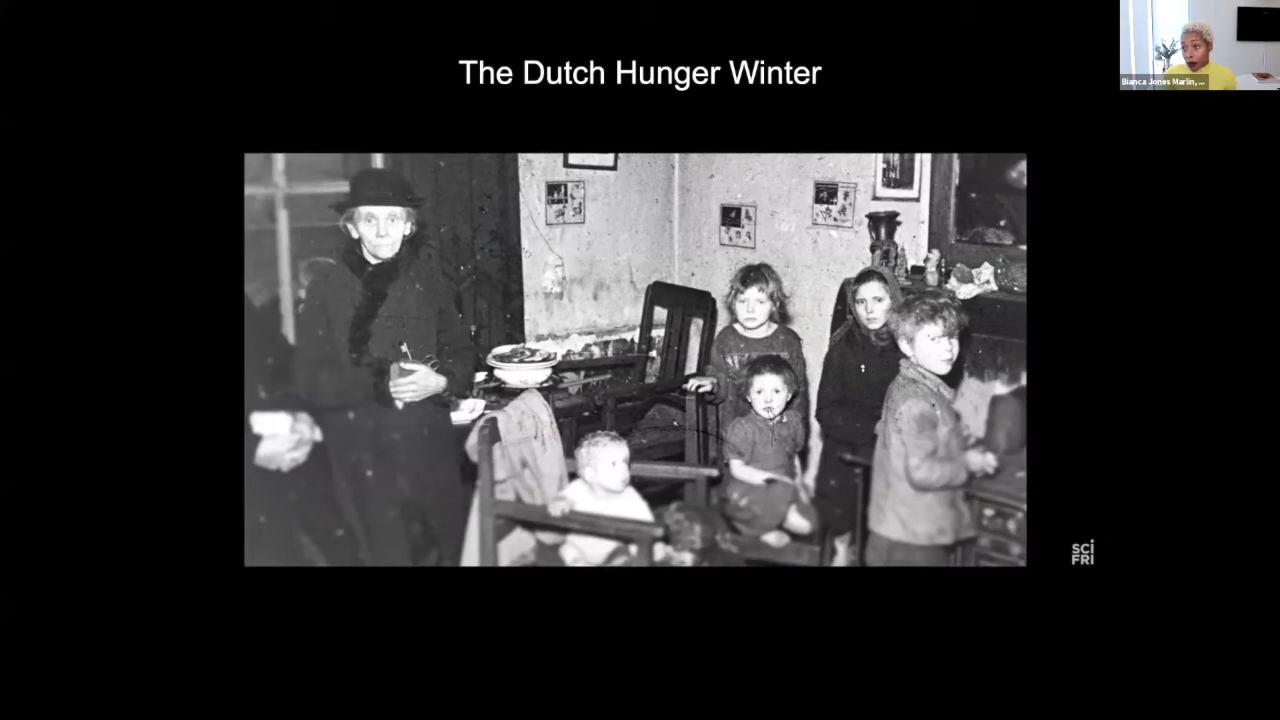 The Dutch Hunger Winter
Bianca Jones Marlin, ...
SCI
FRI